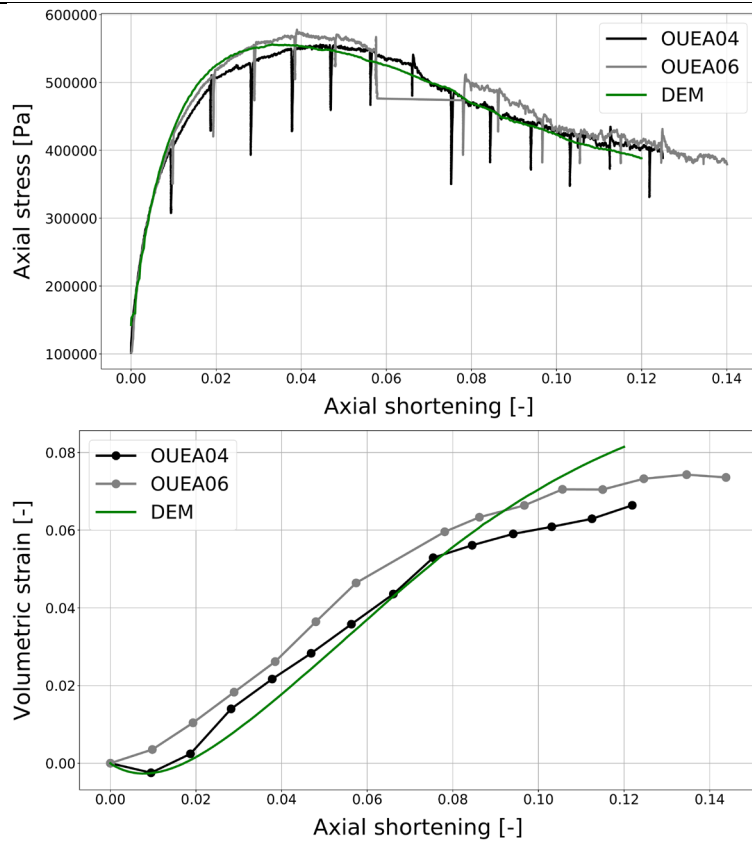 600000
500000
400000
300000
200000
100000
Axial stress [Pa]
OUEA04
OUEA06
DEM
0.00 0.02 0.04 0.06 0.08 0.10 0.12 0.14
Axial shortening [-]
0.08
0.06
0.04
0.02
0.00
Volumetric strain [-]
OUEA04
OUEA06
DEM
0.00 0.02 0.04 0.06 0.08 0.10 0.12 0.14
Axial shortening [-]